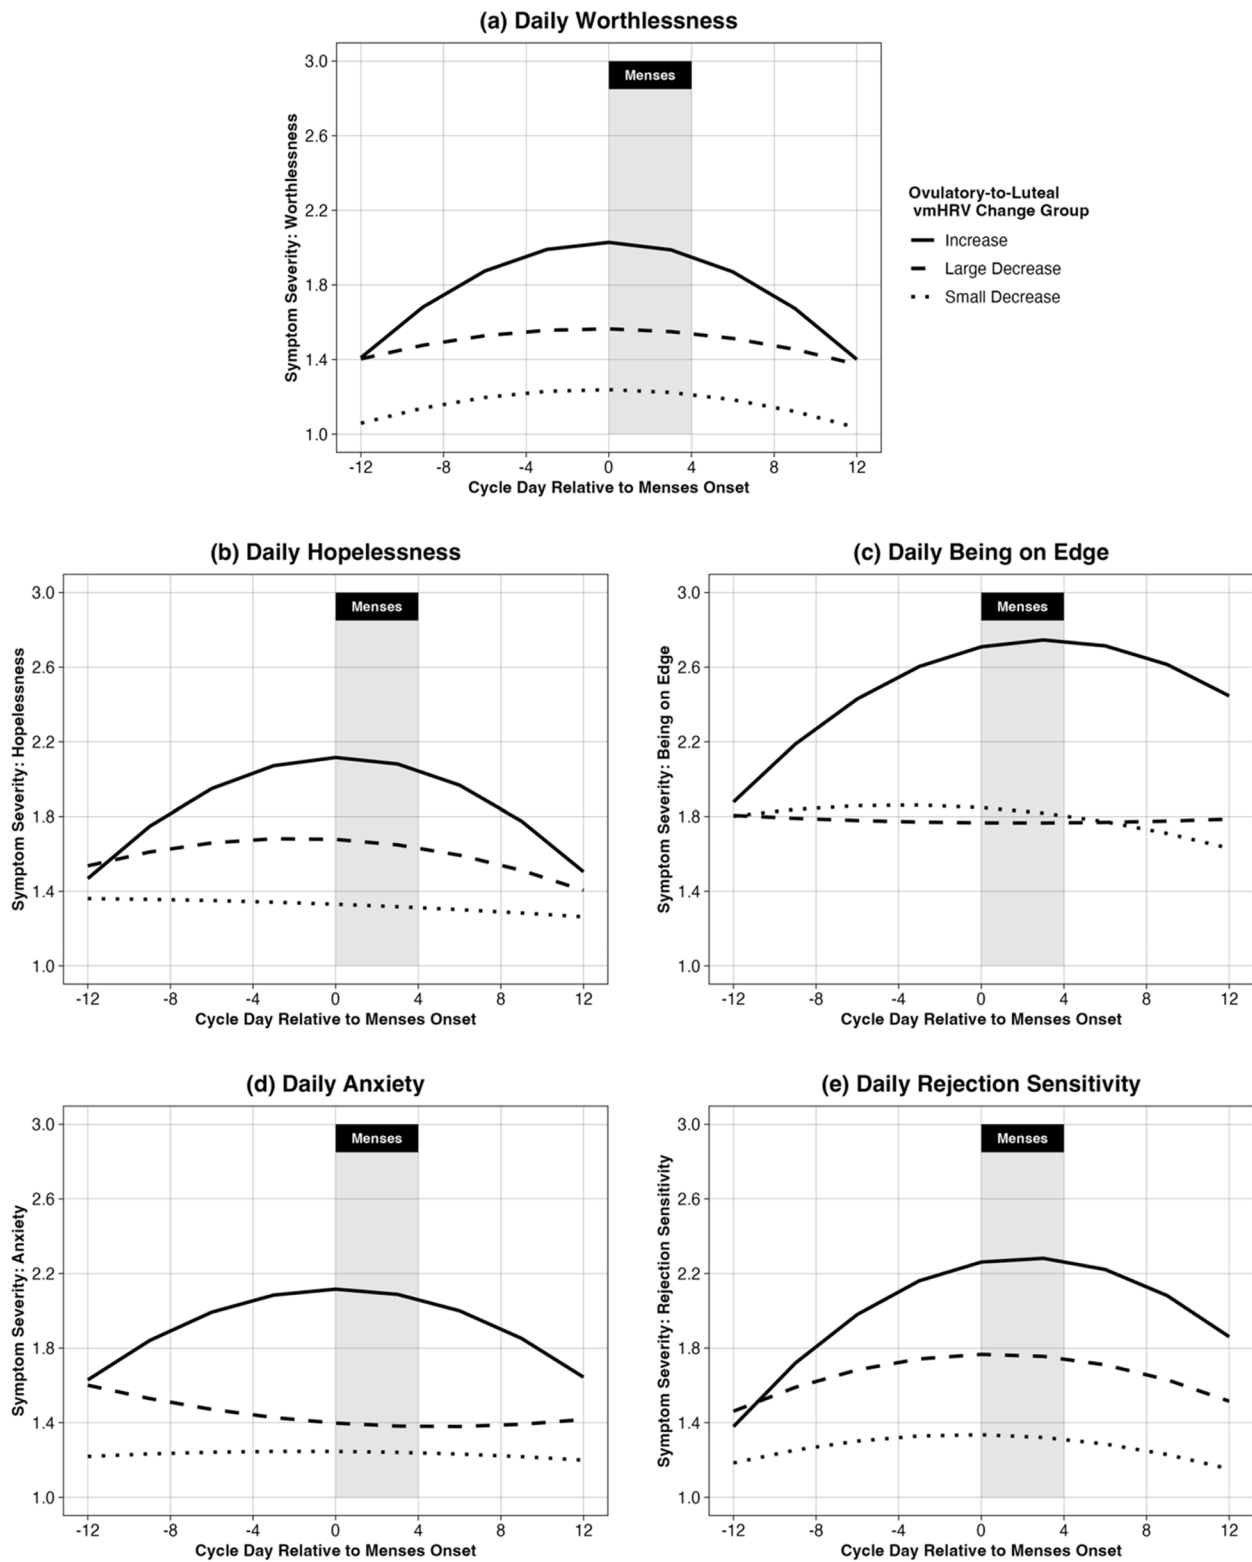 (a) Daily Worthlessness
3.0
2.6
2.2
1.8
1.4
1.0
Symptom Severity: Worthlessness
Menses
-12 -8 -4 0 4 8 12
Cycle Day Relative to Menses Onset
Ovulatory-to-Luteal
vmHRV Change Group
Increase
Large Decrease
Small Decrease
(b) Daily Hopelessness
3.0
2.6
2.2
1.8
1.4
1.0
Symptom Severity: Hopelessness
Menses
-12 -8 -4 0 4 8 12
Cycle Day Relative to Menses Onset
(c) Daily Being on Edge
3.0
2.6
2.2
1.8
1.4
1.0
Symptom Severity: Being on Edge
Menses
-12 -8 -4 0 4 8 12
Cycle Day Relative to Menses Onset
(d) Daily Anxiety
3.0
2.6
2.2
1.8
1.4
1.0
Symptom Severity: Anxiety
Menses
-12 -8 -4 0 4 8 12
Cycle Day Relative to Menses Onset
(e) Daily Rejection Sensitivity
3.0
2.6
2.2
1.8
1.4
1.0
Symptom Severity: Rejection Sensitivity
Menses
-12 -8 -4 0 4 8 12
Cycle Day Relative to Menses Onset